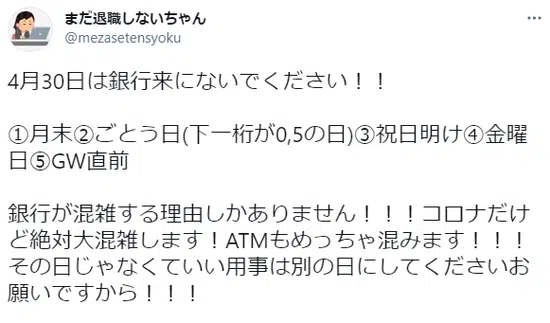 まだ退職しないちゃん
@mezasetensyoku
4月30日は銀行来にないでください！！
①月末②ごとう日(下一桁が0,5の日)③祝日明け④金曜
日⑤GW直前
銀行が混雑する理由しかありません！！！コロナだけ
ど絶対大混雑します！ATMもめっちゃ混みます！！！
その日じゃなくていい用事は別の日にしてくださいお
願いですから！！！